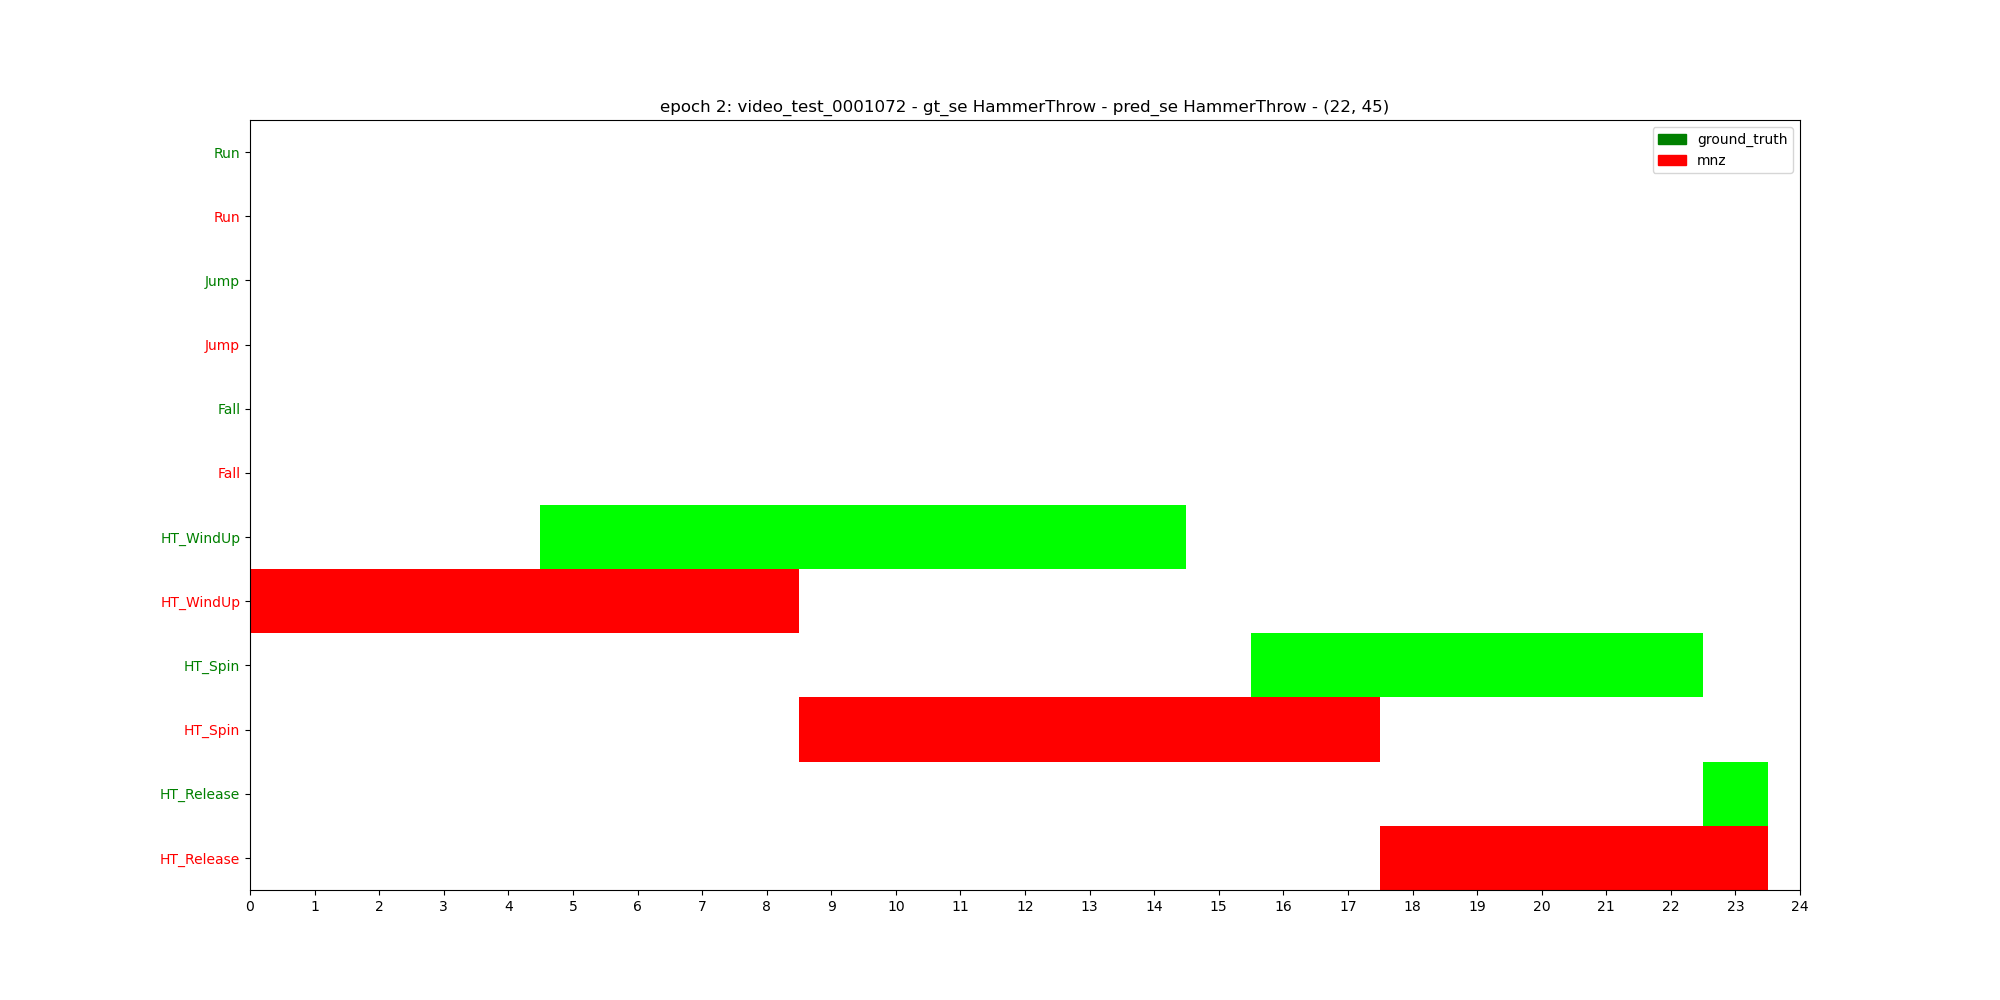 epoch 2: video_test_0001072 - gt_se HammerThrow - pred_se HammerThrow - (22, 45)
ground_truth
mnz
Run
Run
Jump
Jump
Fall
Fall
HT_WindUp
HT_WindUp
HT_Spin
HT_Spin
HT_Release
HT_Release
0 1 2 3 4 5 6 7 8 9 10 11 12 13 14 15 16 17 18 19 20 21 22 23 24